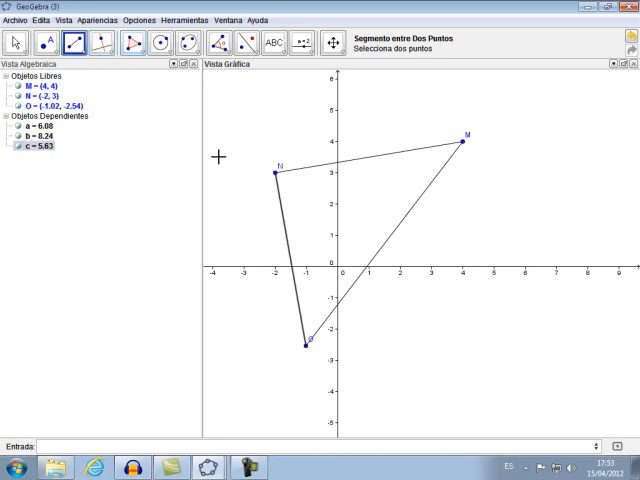 GeoGebra (3)
Archivo Edita Vista Apariencias Opciones Herramientas Ventana Ayuda
A
ABC
a=2
Segmento entre Dos Puntos
Selecciona dos puntos
Vista Algebraica
Vista Gráfica
Objetos Libres
M = (4, 4)
N = (-2, 3)
O = (-1.02, -2.54)
Objetos Dependientes
a = 6.08
b = 8.24
c = 5.63
6
5
4
3
2
1
0
-1
-2
-3
-4
-5
-4 -3 -2 -1 0 1 2 3 4 5 6 7 8 9
M
N
O
Entrada:
ES
17:53
15/04/2012